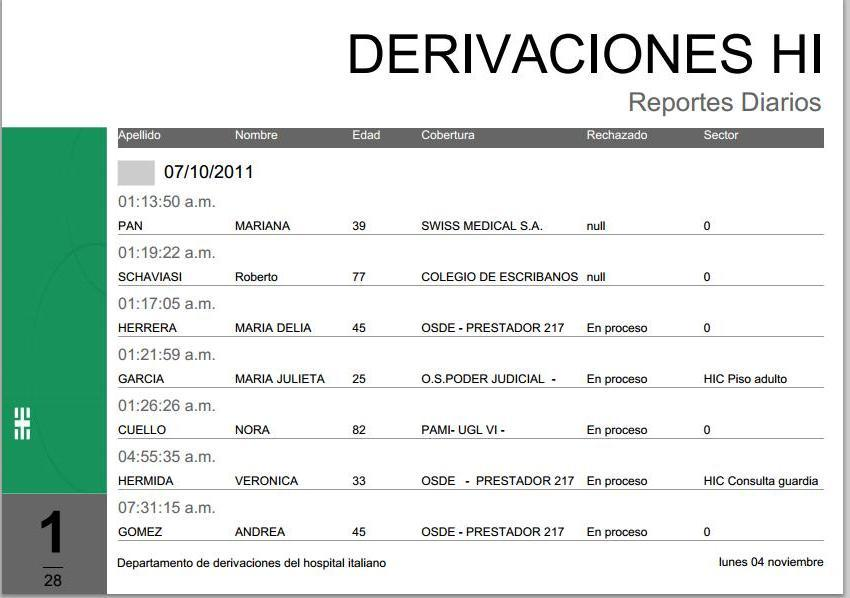 DERIVACIONES HI
Reportes Diarios
Apellido Nombre Edad Cobertura Rechazado Sector
07/10/2011
01:13:50 a.m.
PAN MARIANA 39 SWISS MEDICAL S.A. null 0
01:19:22 a.m.
SCHAVIASI Roberto 77 COLEGIO DE ESCRIBANOS null 0
01:17:05 a.m.
HERRERA MARIA DELIA 45 OSDE - PRESTADOR 217 En proceso 0
01:21:59 a.m.
GARCIA MARIA JULIETA 25 O.S.PODER JUDICIAL - En proceso HIC Piso adulto
01:26:26 a.m.
CUELLO NORA 82 PAMI- UGL VI - En proceso 0
04:55:35 a.m.
HERMIDA VERONICA 33 OSDE - PRESTADOR 217 En proceso HIC Consulta guardia
07:31:15 a.m.
GOMEZ ANDREA 45 OSDE - PRESTADOR 217 En proceso 0
Departamento de derivaciones del hospital italiano lunes 04 noviembre
1
28